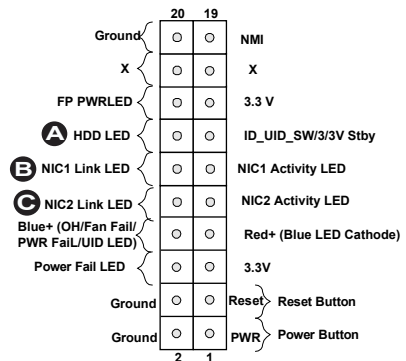 20 19
Ground NMI
X X
FP PWRLED 3.3 V
A HDD LED ID_UID_SW/3/3V Stby
B NIC1 Link LED NIC1 Activity LED
C NIC2 Link LED NIC2 Activity LED
Blue+ (OH/Fan Fail/
PWR FaiL/UID LED) Red+ (Blue LED Cathode)
Power Fail LED 3.3V
Ground Reset Reset Button
Ground PWR Power Button
2 1